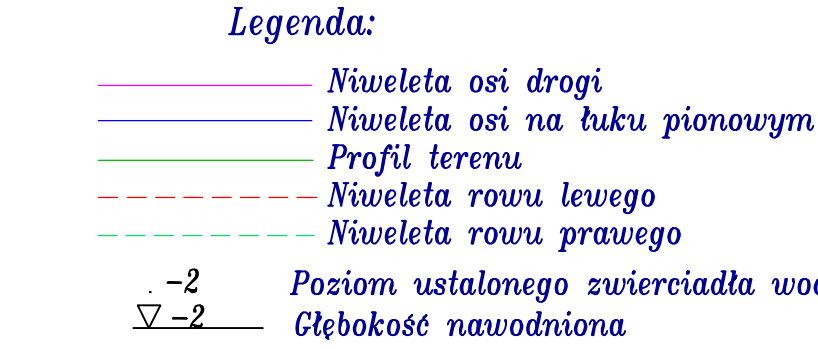 Legenda:
Niweleta osi drogi
Niweleta osi na łuku pionowym
Profil terenu
Niweleta rowu lewego
Niweleta rowu prawego
. -2 Poziom ustalonego zwierciadła
-2 Głębokość nawodniona